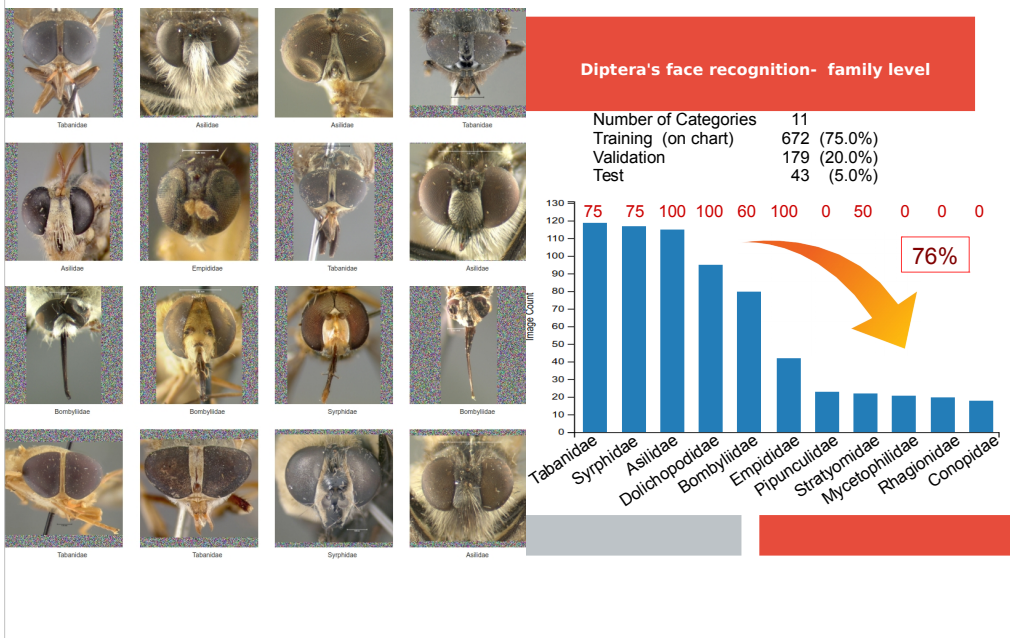 Tabanidae
Asilidae
Asilidae
Tabanidae
Asilidae
Empididae
Tabanidae
Asilidae
Bombyliidae
Bombyliidae
Syrphidae
Bombyliidae
Tabanidae
Tabanidae
Syrphidae
Asilidae
Diptera's face recognition- family level
Number of Categories 11
Training (on chart) 672 (75.0%)
Validation 179 (20.0%)
Test 43 (5.0%)
75 75 100 100 60 100 0 50 0 0 0
76%
Image Count
130
120
110
100
90
80
70
60
50
40
30
20
10
0
Tabanidae
Syrphidae
Asilidae
Dolichopodidae
Bombyliidae
Empididae
Pipunculidae
Stratyomidae
Mycetophilidae
Rhagionidae
Conopidae